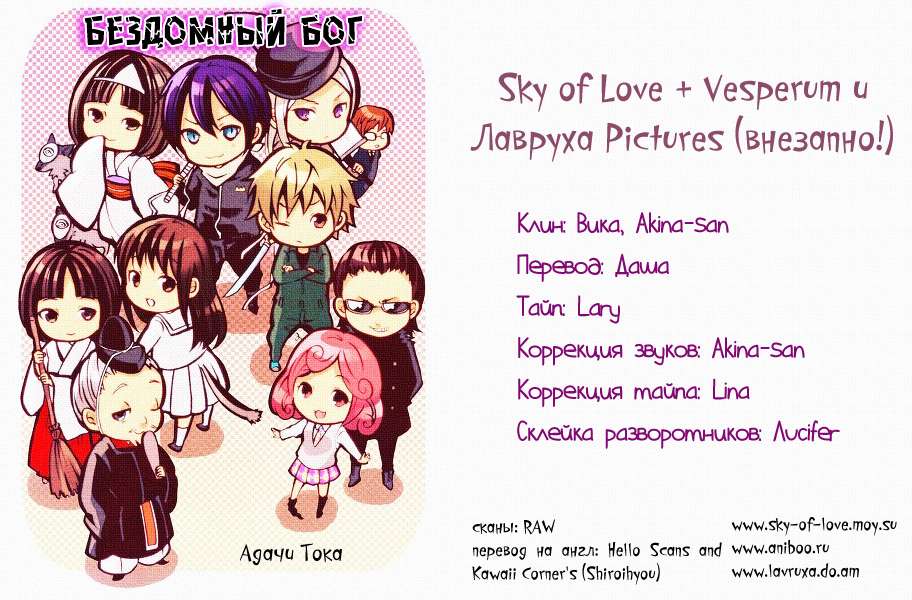 БЕЗДОМНЫЙ БОГ
Адачи Тока
Sky of Love + Vesperum и
Лавруха Pictures (внезапно!)
Клин: Вика, Akina-san
Перевод: Даша
Тайп: Lary
Коррекция звуков: Akina-san
Коррекция тайпа: Lina
Склейка разворотников: Лucifer
сканы: RAW
перевод на англ: Hello Scans and
Kawaii Corner's (Shiroihyou)
www.sky-of-love.moy.su
www.aniboo.ru
www.lavruxa.do.am